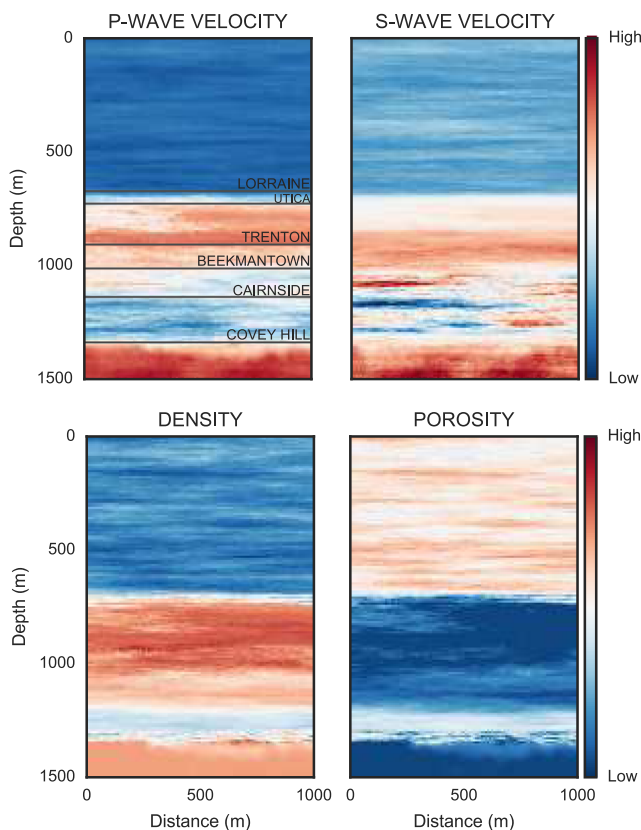 P-WAVE VELOCITY
S-WAVE VELOCITY
0
500
1000
1500
Depth (m)
LORRAINE
UTICA
TRENTON
BEEKMANTOWN
CAIRNSIDE
COVEY HILL
High
Low
DENSITY
POROSITY
0
500
1000
1500
Depth (m)
High
Low
0
500
1000
0
500
1000
Distance (m)
Distance (m)